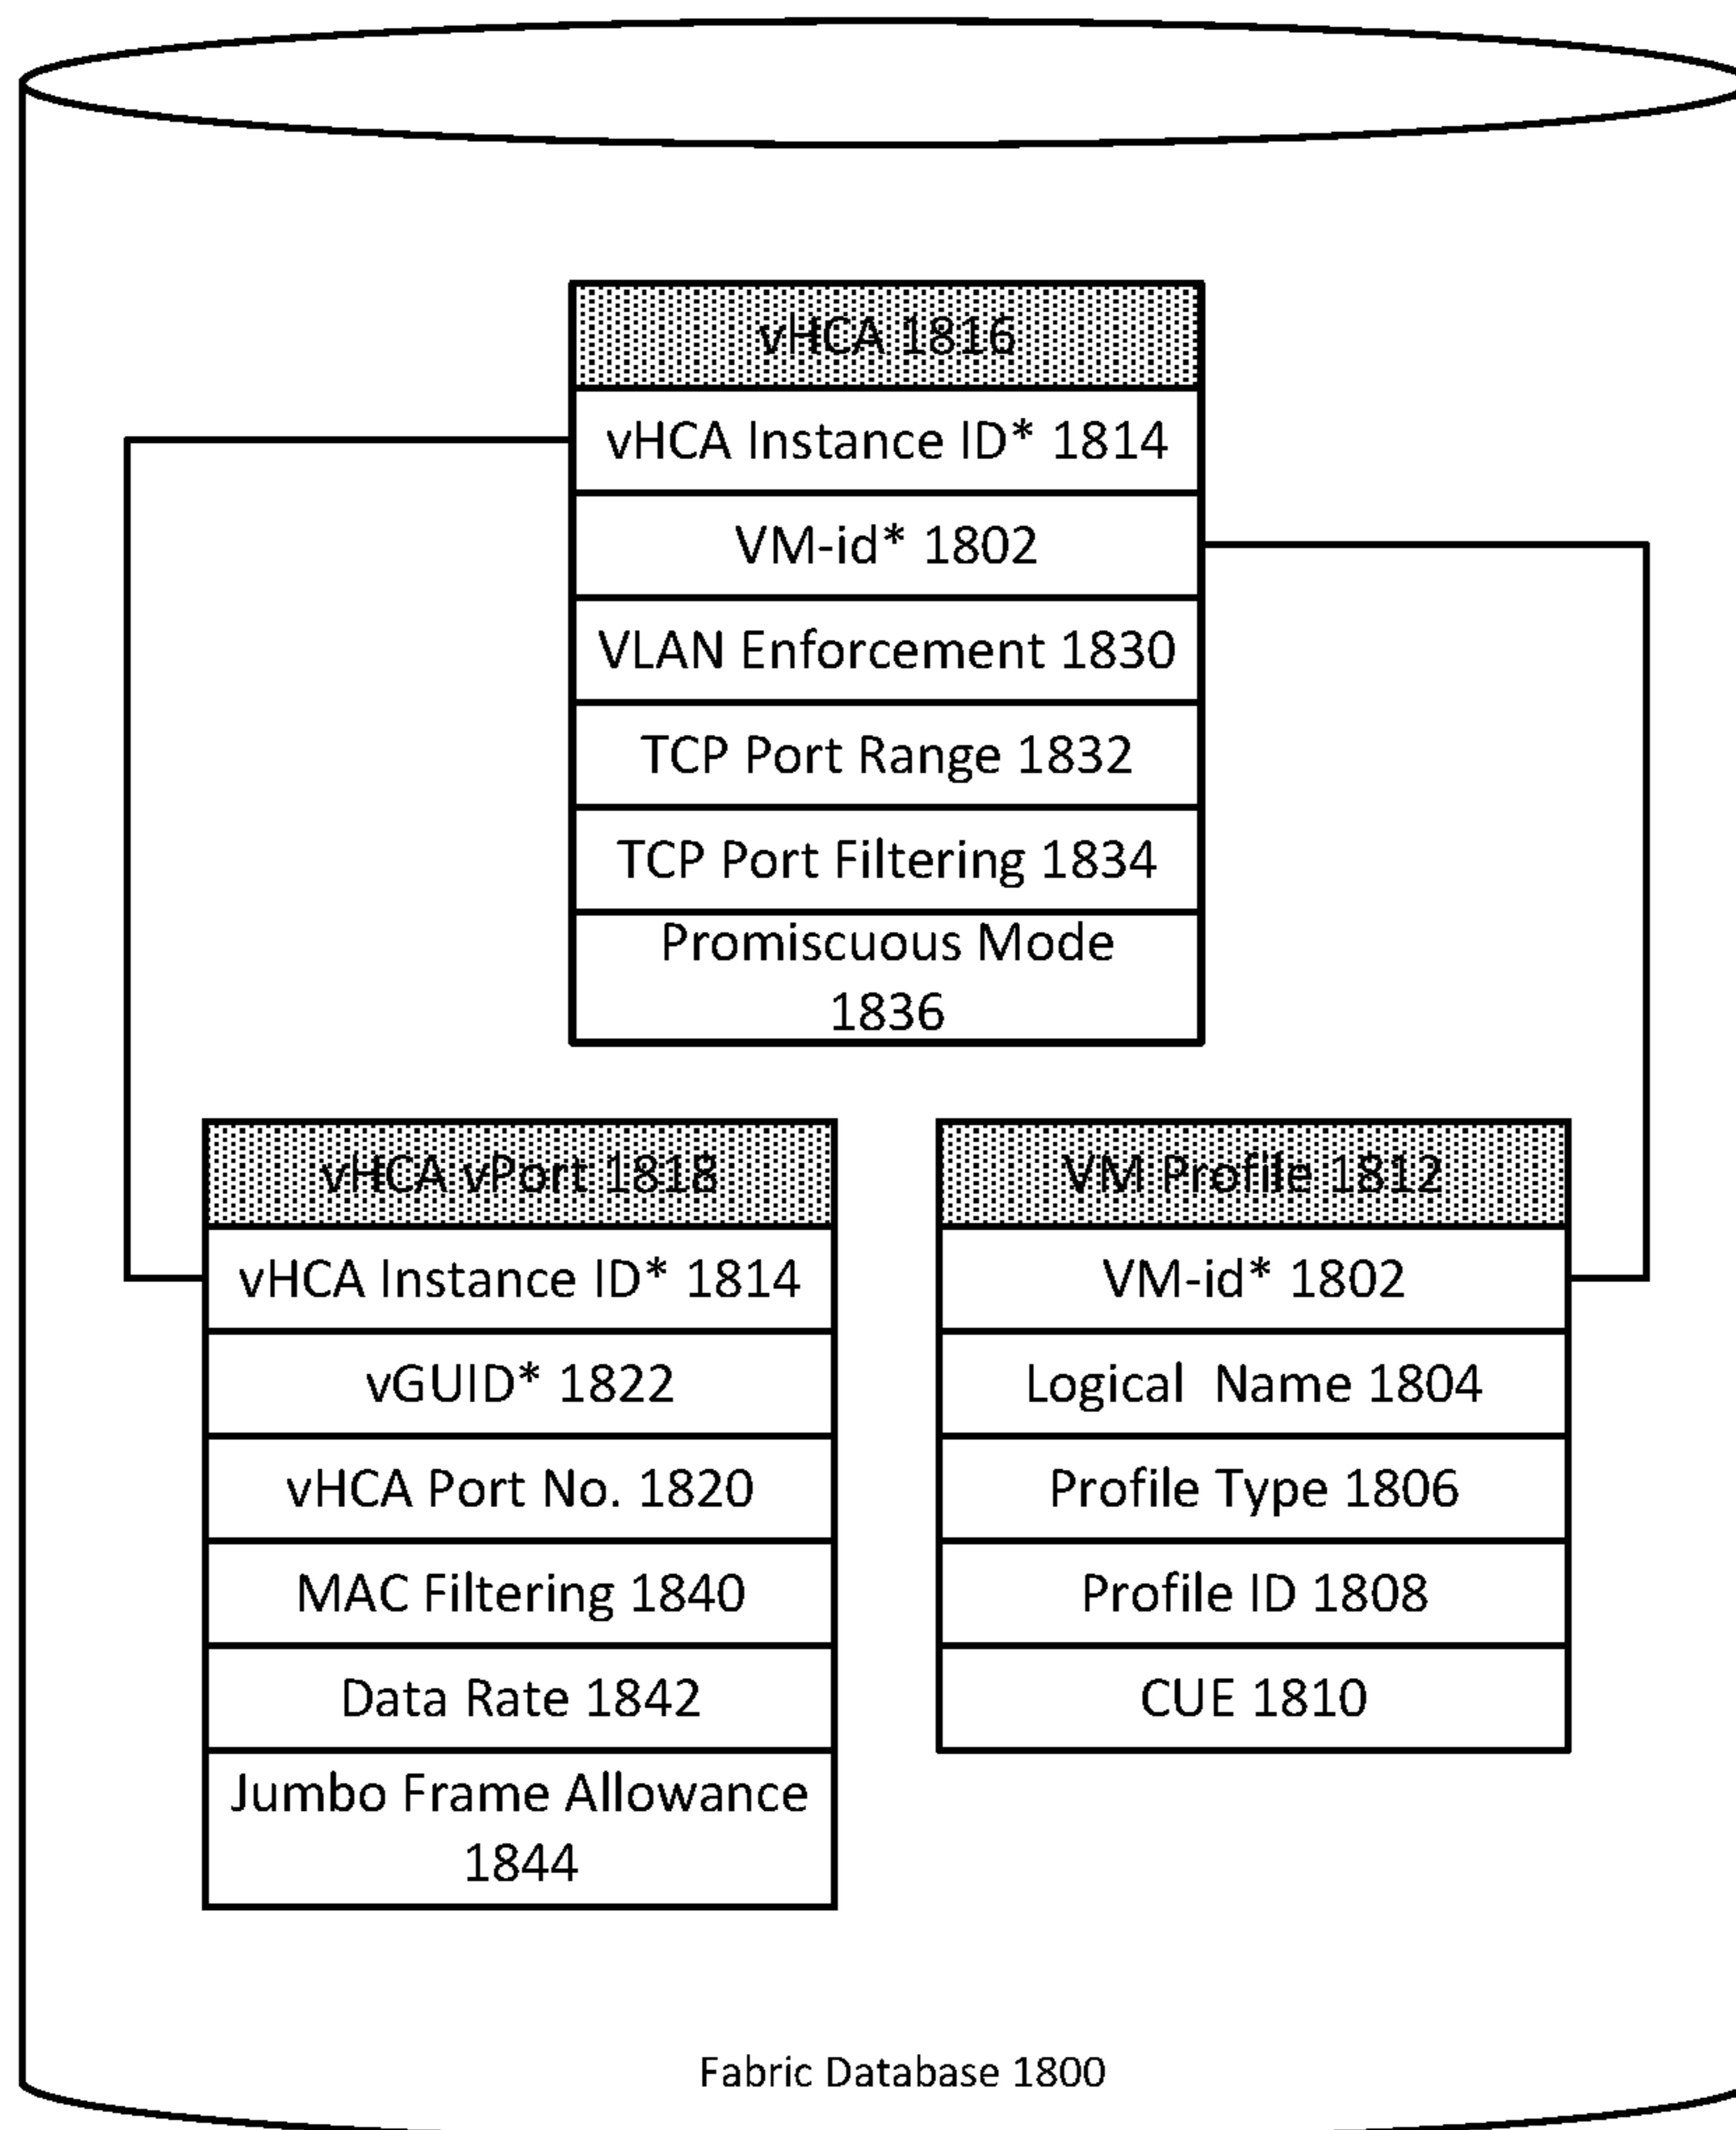 vHCA 1816
vHCA Instance ID* 1814
VM-id* 1802
VLAN Enforcement 1830
TCP Port Range 1832
TCP Port Filtering 1834
Promiscuous Mode
1836
vHCA vPort 1818
vHCA Instance ID* 1814
vGUID* 1822
vHCA Port No. 1820
MAC Filtering 1840
Data Rate 1842
Jumbo Frame Allowance
1844
VM Profile 1812
VM-id* 1802
Logical  Name 1804
Profile Type 1806
Profile ID 1808
CUE 1810
Fabric Database 1800